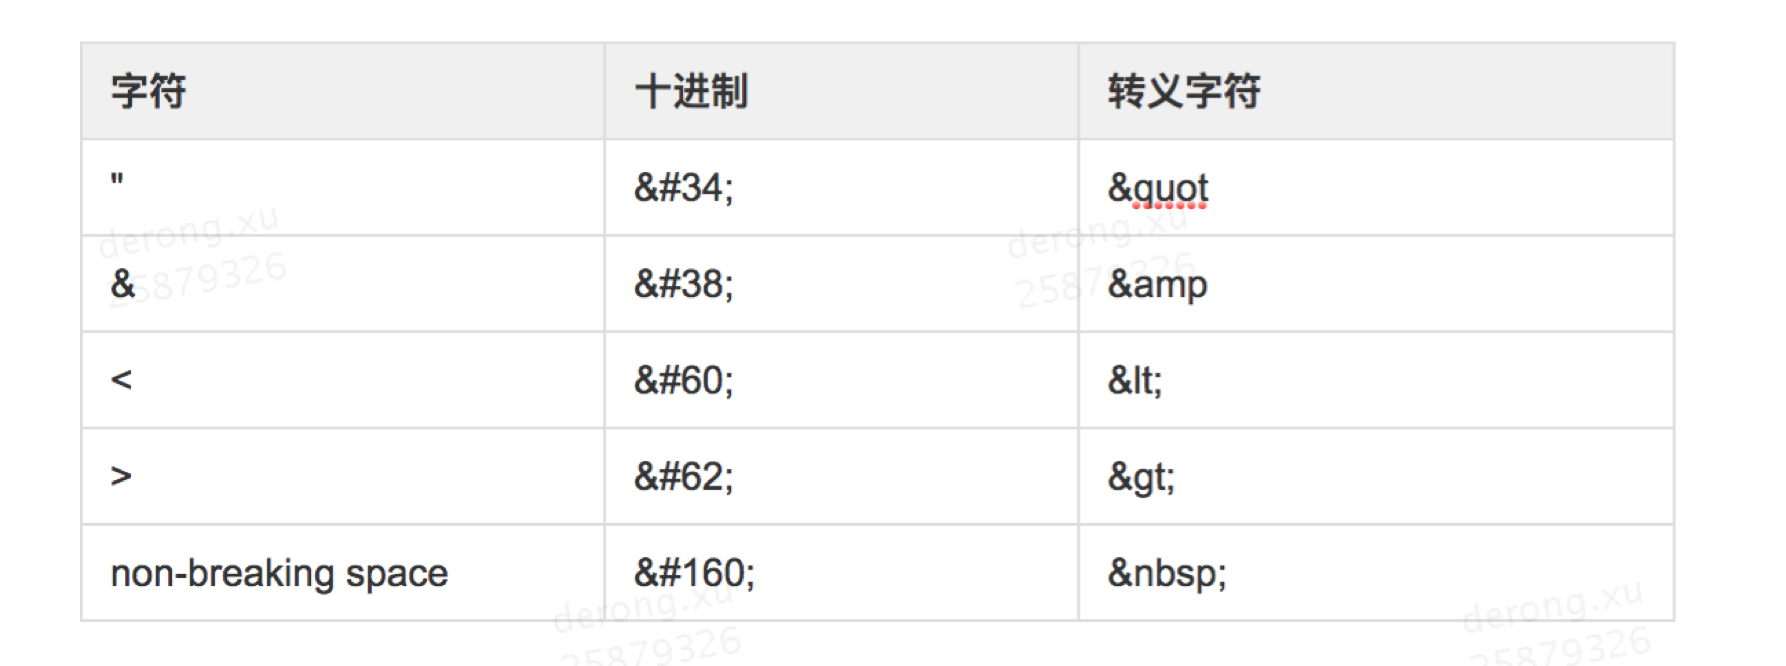 字符 十进制 转义字符
" &#34; &quot
derong.xu derong.xu
& &#38; &amp
25879326 25879326
< &#60; &lt;
> &#62; &gt;
non-breaking space &#160; &nbsp;
derong.xu derong.xu
25879326 25879326